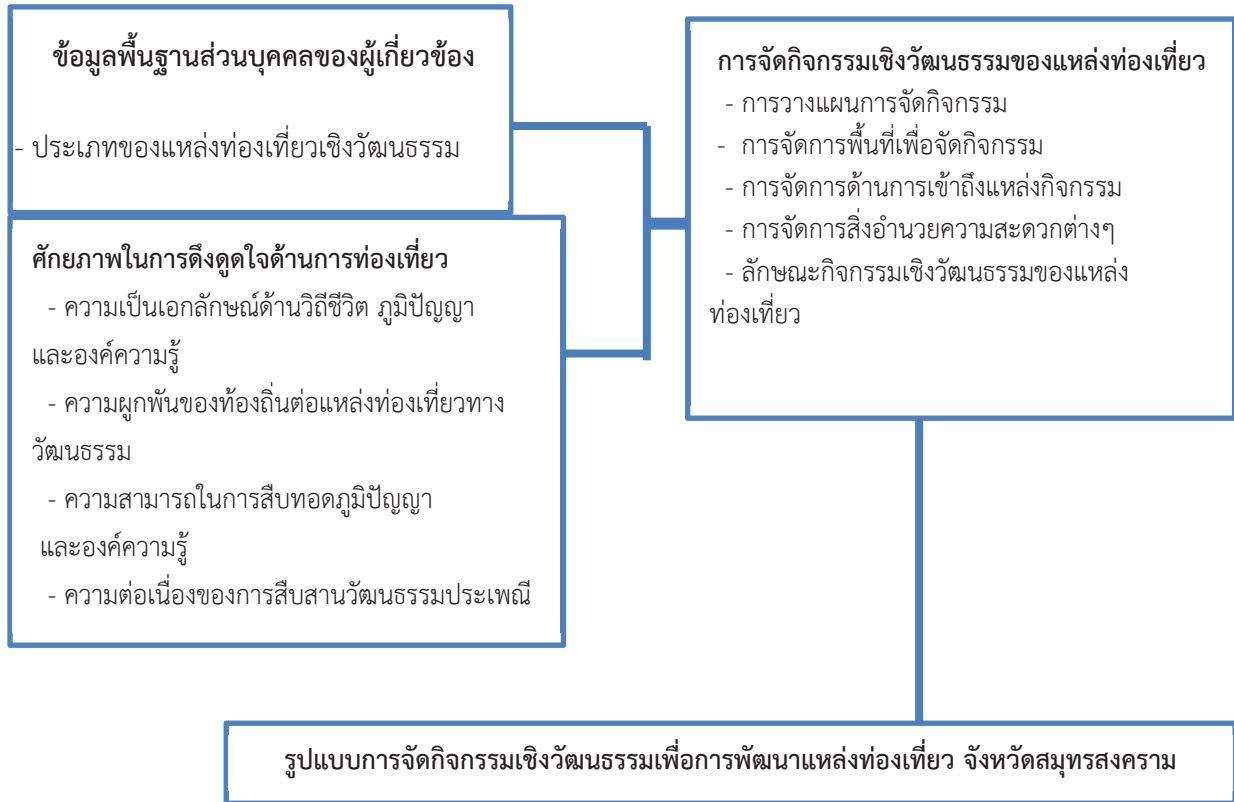 ข้อมูลพื้นฐานส่วนบุคคลของผู้เกี่ยวข้อง
- ประเภทของแหล่งท่องเที่ยวเชิงวัฒนธรรม
ศักยภาพในการดึงดูดใจด้านการท่องเที่ยว
- ความเป็นเอกลักษณ์ด้านวิถีชีวิต ภูมิปัญญา
และองค์ความรู้
- ความผูกพันของท้องถิ่นต่อแหล่งท่องเที่ยวทาง
วัฒนธรรม
- ความสามารถในการสืบทอดภูมิปัญญา
และองค์ความรู้
- ความต่อเนื่องของการสืบสานวัฒนธรรมประเพณี
การจัดกิจกรรมเชิงวัฒนธรรมของแหล่งท่องเที่ยว
- การวางแผนการจัดกิจกรรม
- การจัดการพื้นที่เพื่อจัดกิจกรรม
- การจัดการด้านการเข้าถึงแหล่งกิจกรรม
- การจัดการสิ่งอำนวยความสะดวกต่างๆ
- ลักษณะกิจกรรมเชิงวัฒนธรรมของแหล่ง
ท่องเที่ยว
รูปแบบการจัดกิจกรรมเชิงวัฒนธรรมเพื่อการพัฒนาแหล่งท่องเที่ยว จังหวัดสมุทรสงคราม